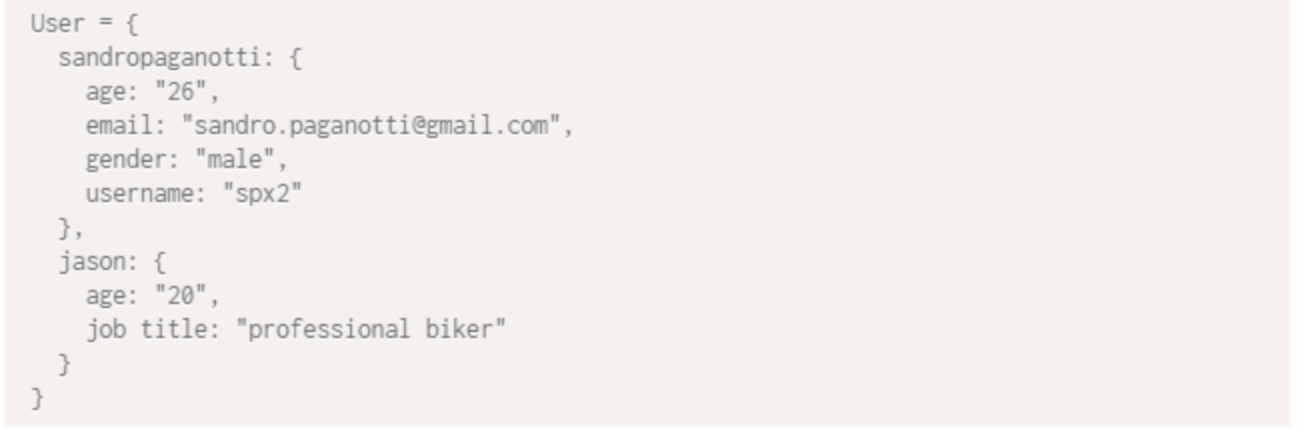 User = {
  sandropaganotti: {
    age: "26",
    email: "sandro.paganotti@gmail.com",
    gender: "male",
    username: "spx2"
  },
  jason: {
    age: "20",
    job title: "professional biker"
  }
}